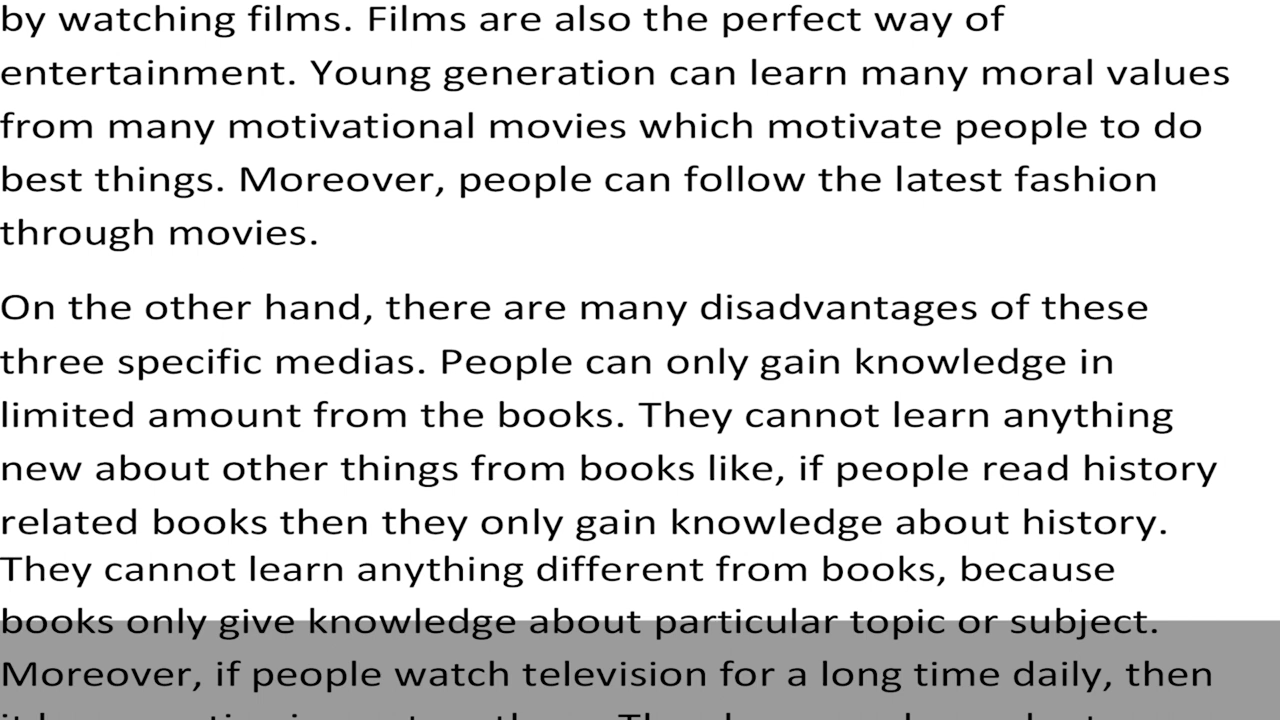 by watching films. Films are also the perfect way of
entertainment. Young generation can learn many moral values
from many motivational movies which motivate people to do
best things. Moreover, people can follow the latest fashion
through movies.
On the other hand, there are many disadvantages of these
three specific medias. People can only gain knowledge in
limited amount from the books. They cannot learn anything
new about other things from books like, if people read history
related books then they only gain knowledge about history.
They cannot learn anything different from books, because
books only give knowledge about particular topic or subject.
Moreover, if people watch television for a long time daily, then